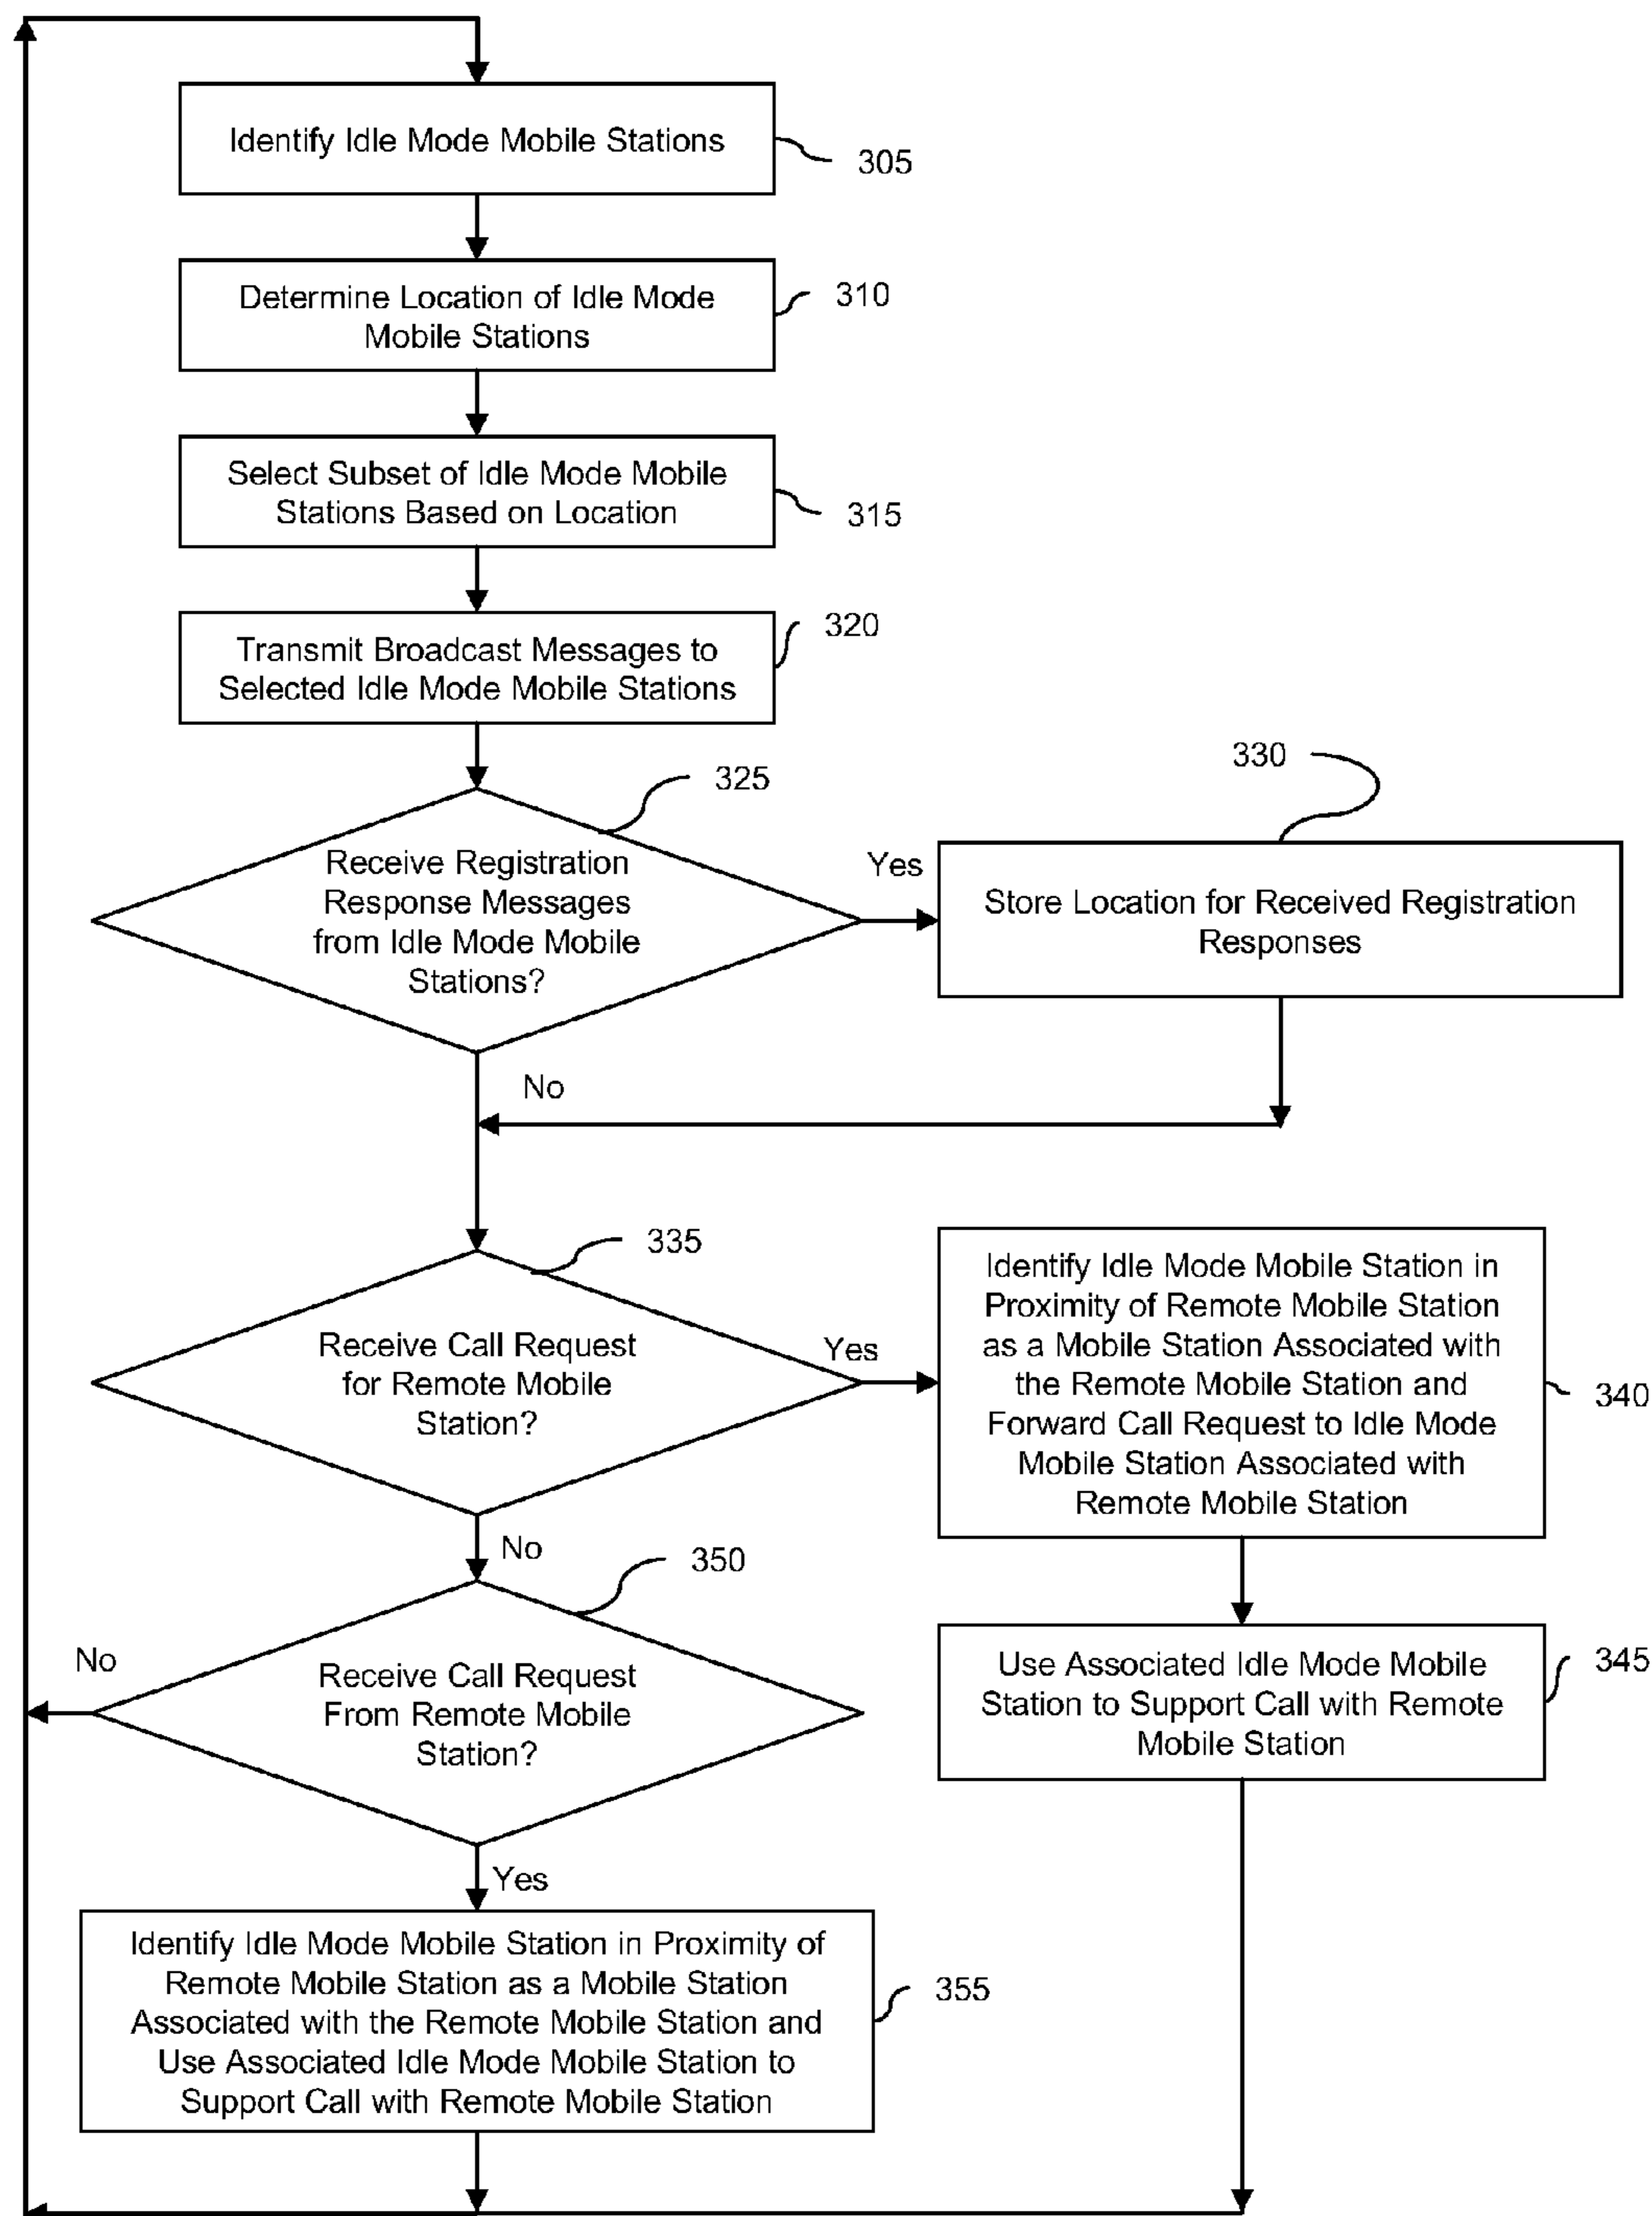 Identify Idle Mode Mobile Stations
305
Determine Location of Idle Mode
Mobile Stations
310
Select Subset of Idle Mode Mobile
Stations Based on Location
315
Transmit Broadcast Messages to
Selected Idle Mode Mobile Stations
320
325
Receive Registration
Response Messages
from Idle Mode Mobile
Stations?
Yes
330
Store Location for Received Registration
Responses
No
335
Receive Call Request
for Remote Mobile
Station?
Yes
Identify Idle Mode Mobile Station in
Proximity of Remote Mobile Station
as a Mobile Station Associated with
the Remote Mobile Station and
Forward Call Request to Idle Mode
Mobile Station Associated with
Remote Mobile Station
340
No
350
Receive Call Request
From Remote Mobile
Station?
No
Use Associated Idle Mode Mobile
Station to Support Call with Remote
Mobile Station
345
Yes
Identify Idle Mode Mobile Station in Proximity of
Remote Mobile Station as a Mobile Station
Associated with the Remote Mobile Station and
Use Associated Idle Mode Mobile Station to
Support Call with Remote Mobile Station
355